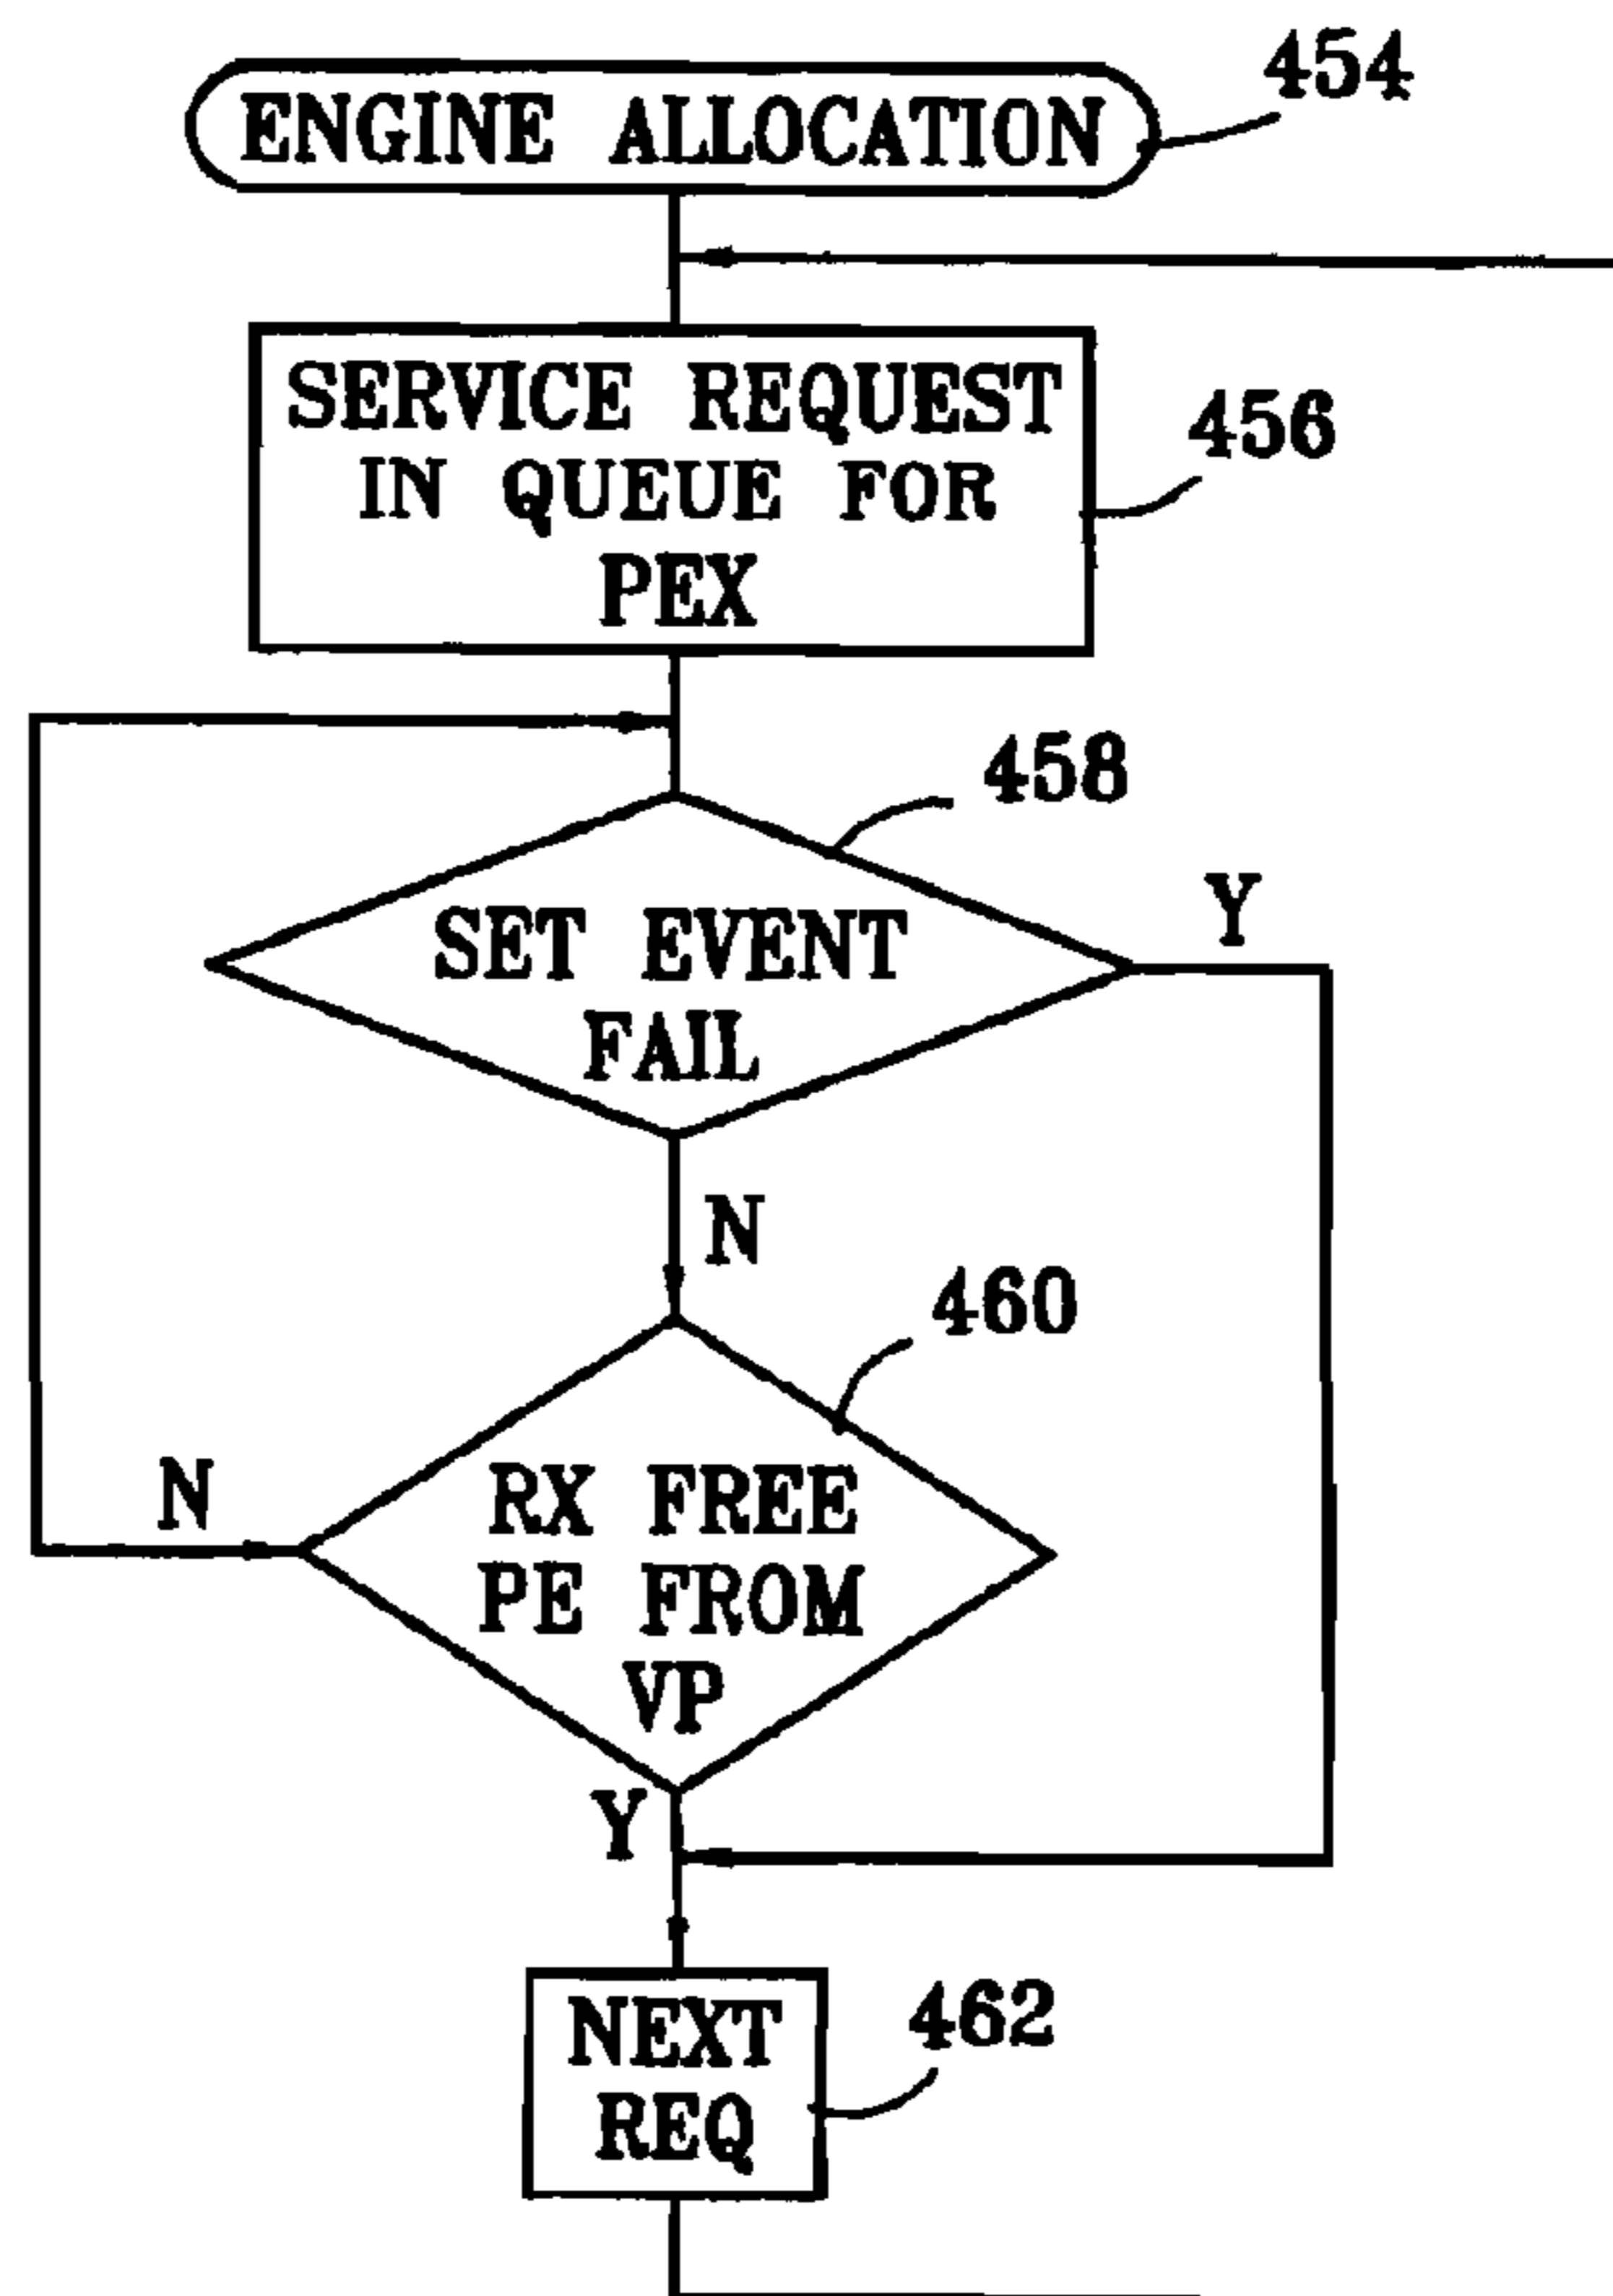 ENGINE ALLOCATION
454
SERVICE REQUEST
IN QUEUE FOR
PEX
456
458
SET EVENT
FAIL
Y
N
460
RX FREE
PE FROM
VP
N
Y
NEXT
REQ
462